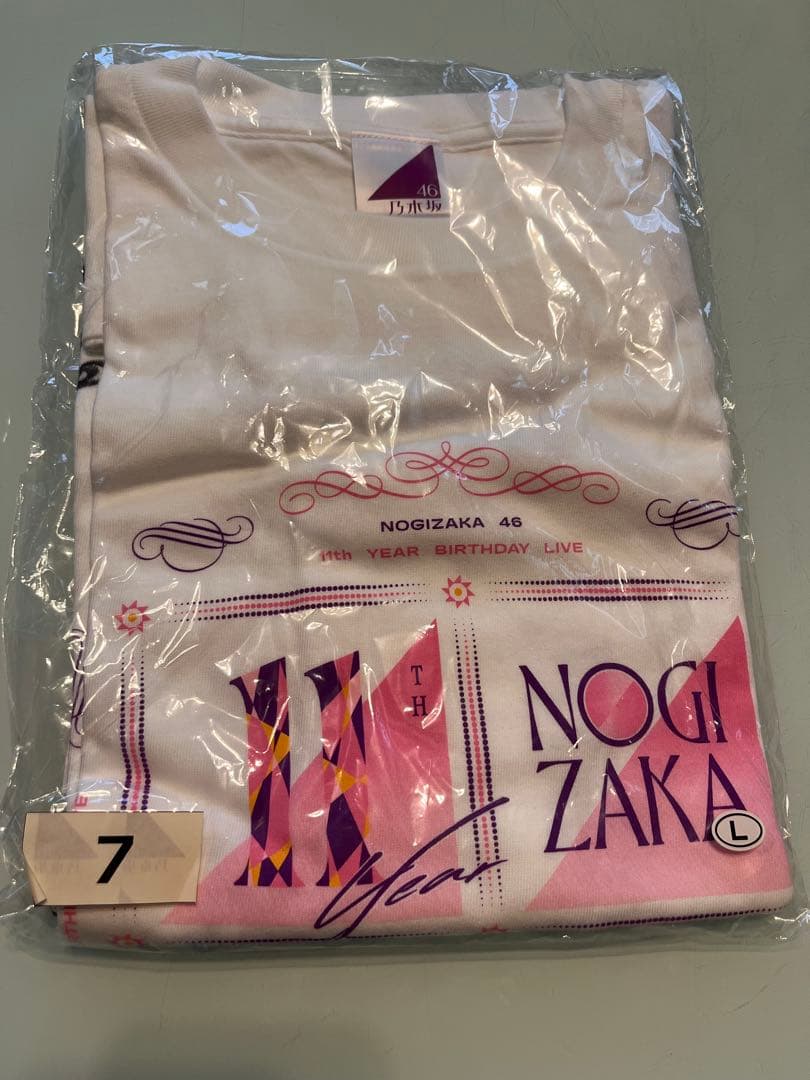 46
乃木坂
NOGIZAKA 46
11th YEAR BIRTHDAY LIVE
11
TH
Year
NOGI
ZAKA
L
7